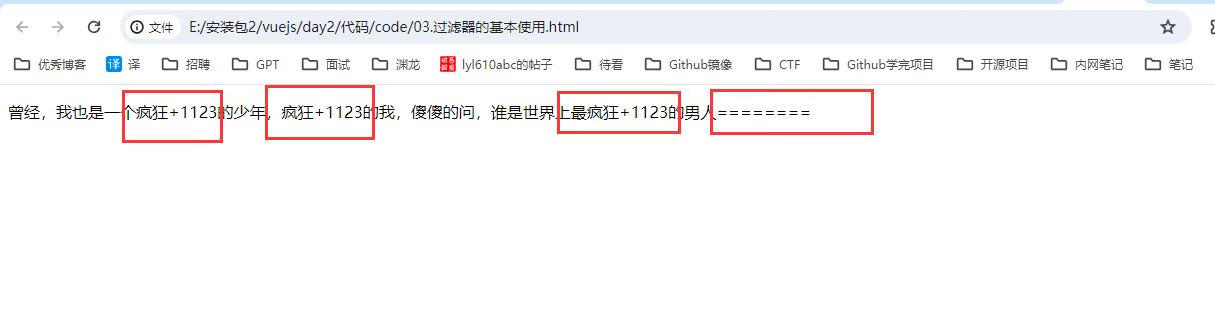 文件 E:/安装包2/vuejs/day2/代码/code/03.过滤器的基本使用.html
优秀博客 译 译 招聘 GPT 面试 渊龙 lyl610abc的帖子 待看 Github镜像 CTF Github学完项目 开源项目 内网笔记 笔记
曾经，我也是一个疯狂+1123的少年，疯狂+1123的我，傻傻的问，谁是世界上最疯狂+1123的男人========